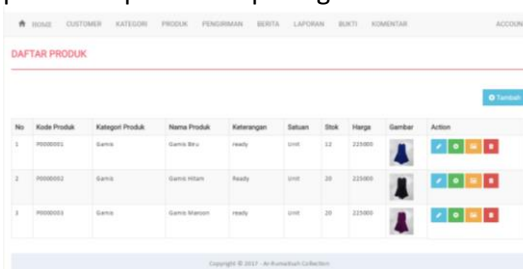 HOME CUSTOMER KATEGORI PRODUK PENGIRIMAN BERITA LAPORAN BUKTI KOMENTAR ACCOUN
DAFTAR PRODUK
Tambah
No Kode Produk Kategori Produk Nama Produk Keterangan Satuan Stok Harga Gambar Action
1 P0000001 Gamis Gamis Biru ready Unit 12 225000
2 P0000002 Gamis Gamis Hitam Ready Unit 20 225000
3 P0000003 Gamis Gamis Maroon ready Unit 20 225000
Copyright © 2017 - Ar-Rumaitsah Collection